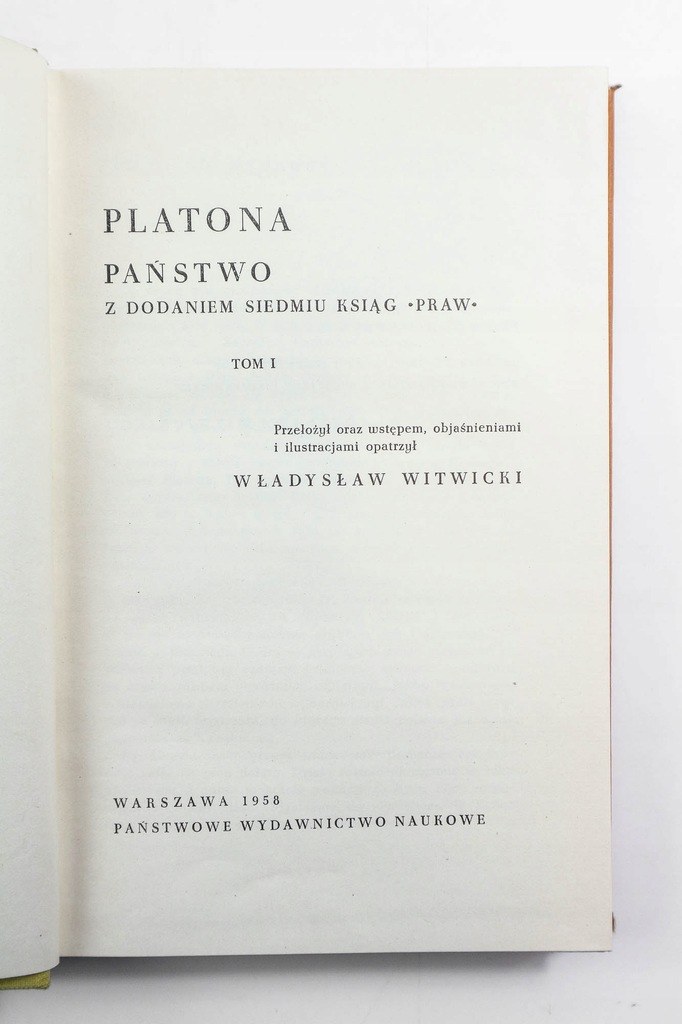 PLATONA
PAŃSTWO
Z DODANIEM SIEDMIU KSIĄG •PRAW•
TOM I
Przełożył oraz wstępem, objaśnieniami
i ilustracjami opatrzył
WŁADYSŁAW WITWICKI
WARSZAWA 1958
PAŃSTWOWE WYDAWNICTWO NAUKOWE